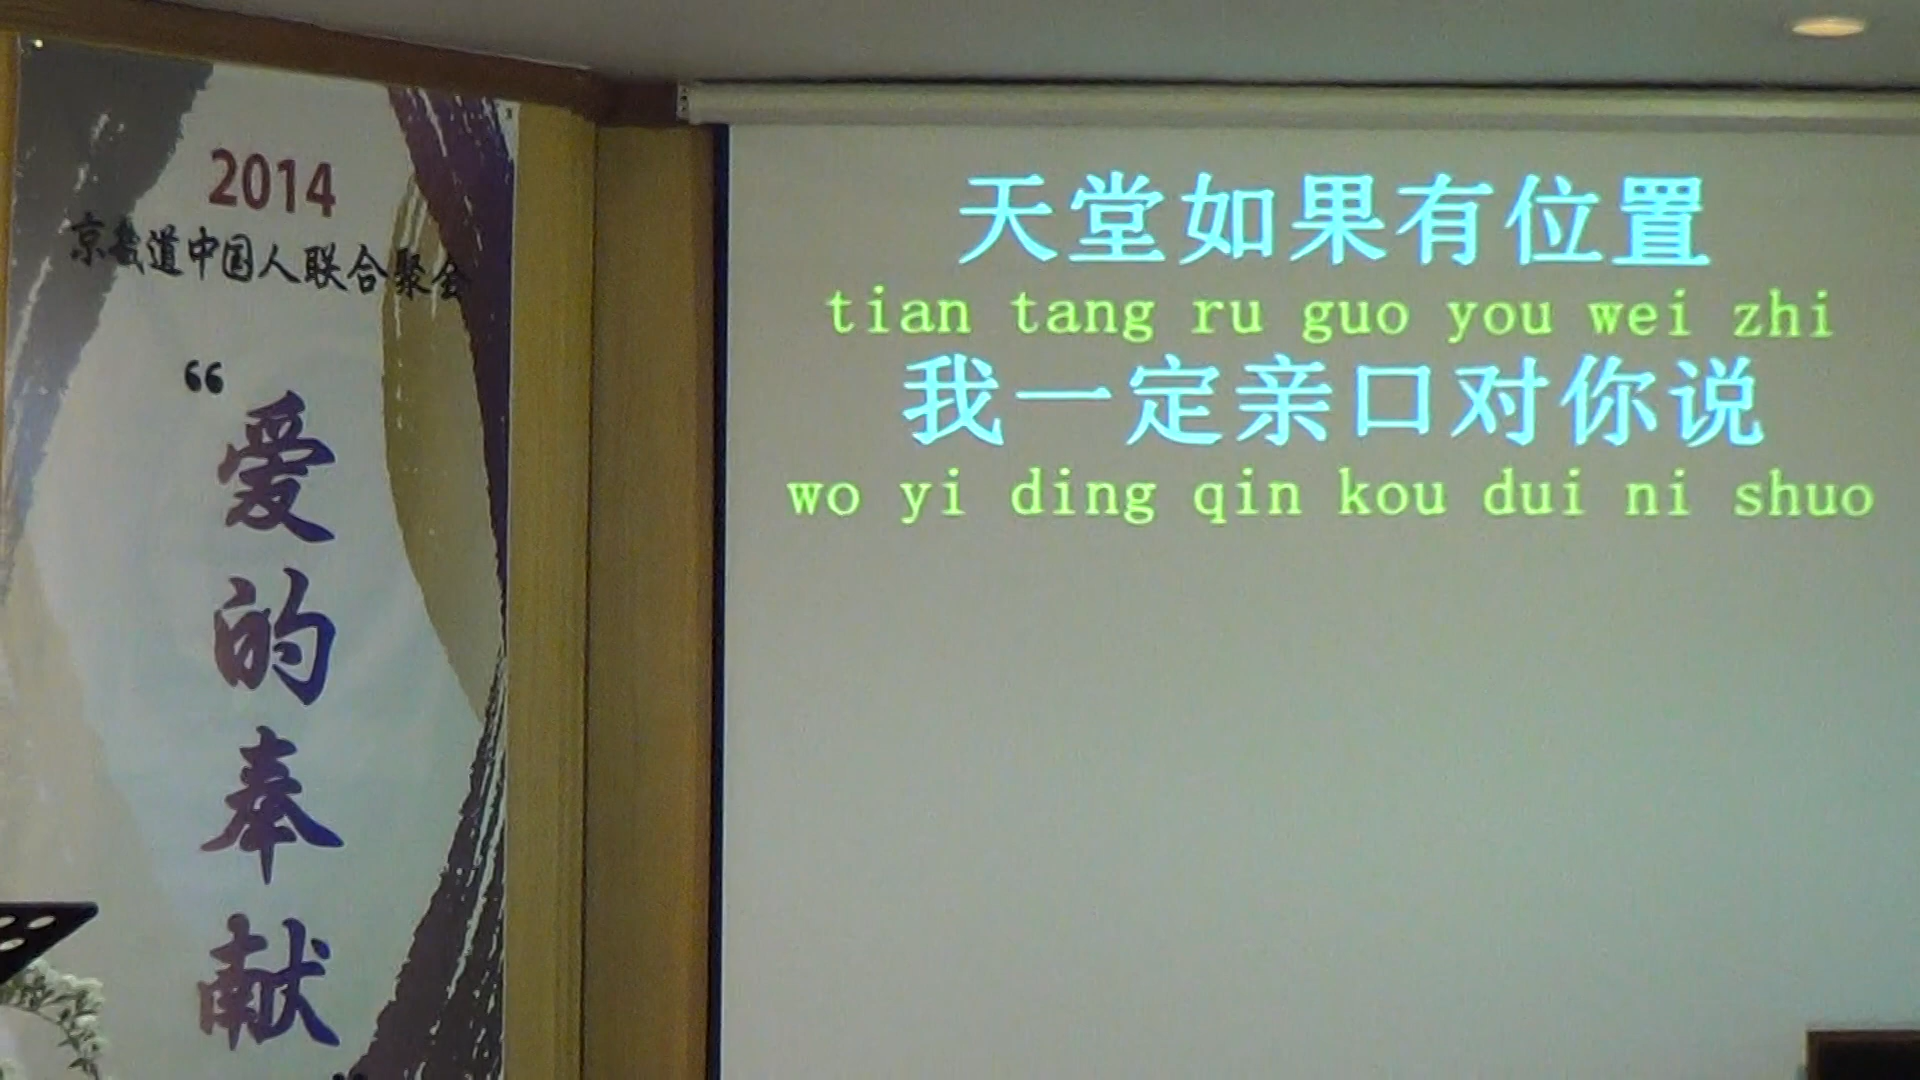 2014
京畿道中国人联合聚会
“爱的奉献”
天堂如果有位置
tian tang ru guo you wei zhi
我一定亲口对你说
wo yi ding qin kou dui ni shuo